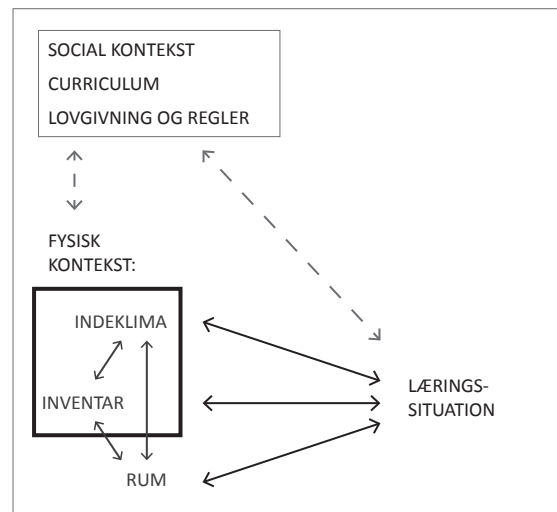 SOCIAL KONTEKST
CURRICULUM
LOVGIVNING OG REGLER
FYSISK
KONTEKST:
INDEKLIMA
INVENTAR
RUM
LÆRINGS-
SITUATION